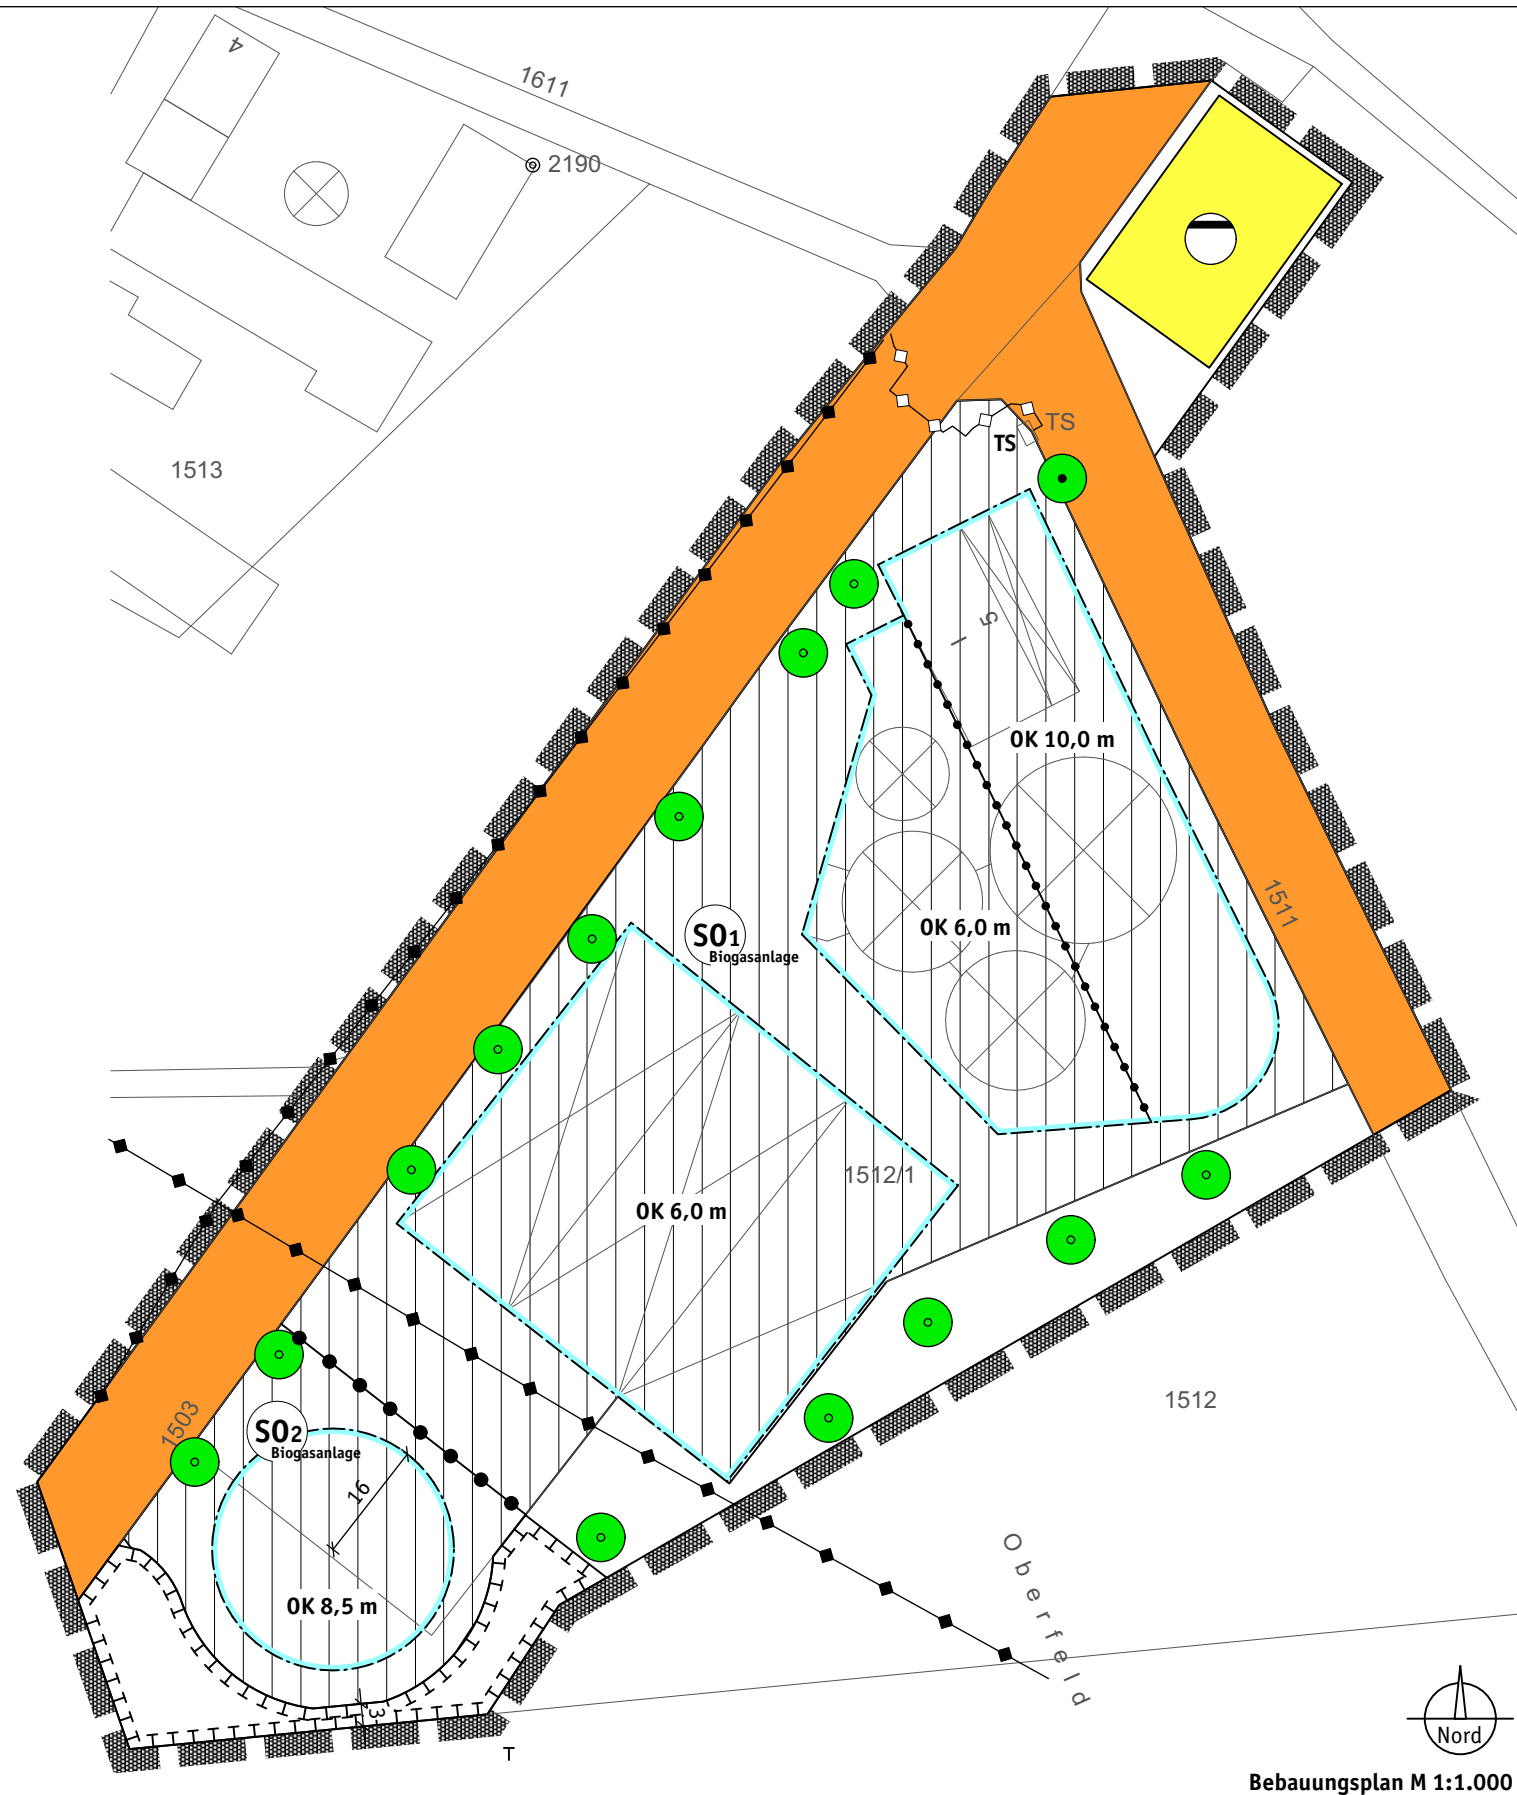 4
1611
2190
1513
TS
TS
5
I
OK 10,0 m
1511
OK 6,0 m
SO1
Biogasanlage
1512/1
OK 6,0 m
1512
1503
SO2
Biogasanlage
16
OK 8,5 m
Oberfeld
3
T
Nord
Bebauungsplan M 1:1.000